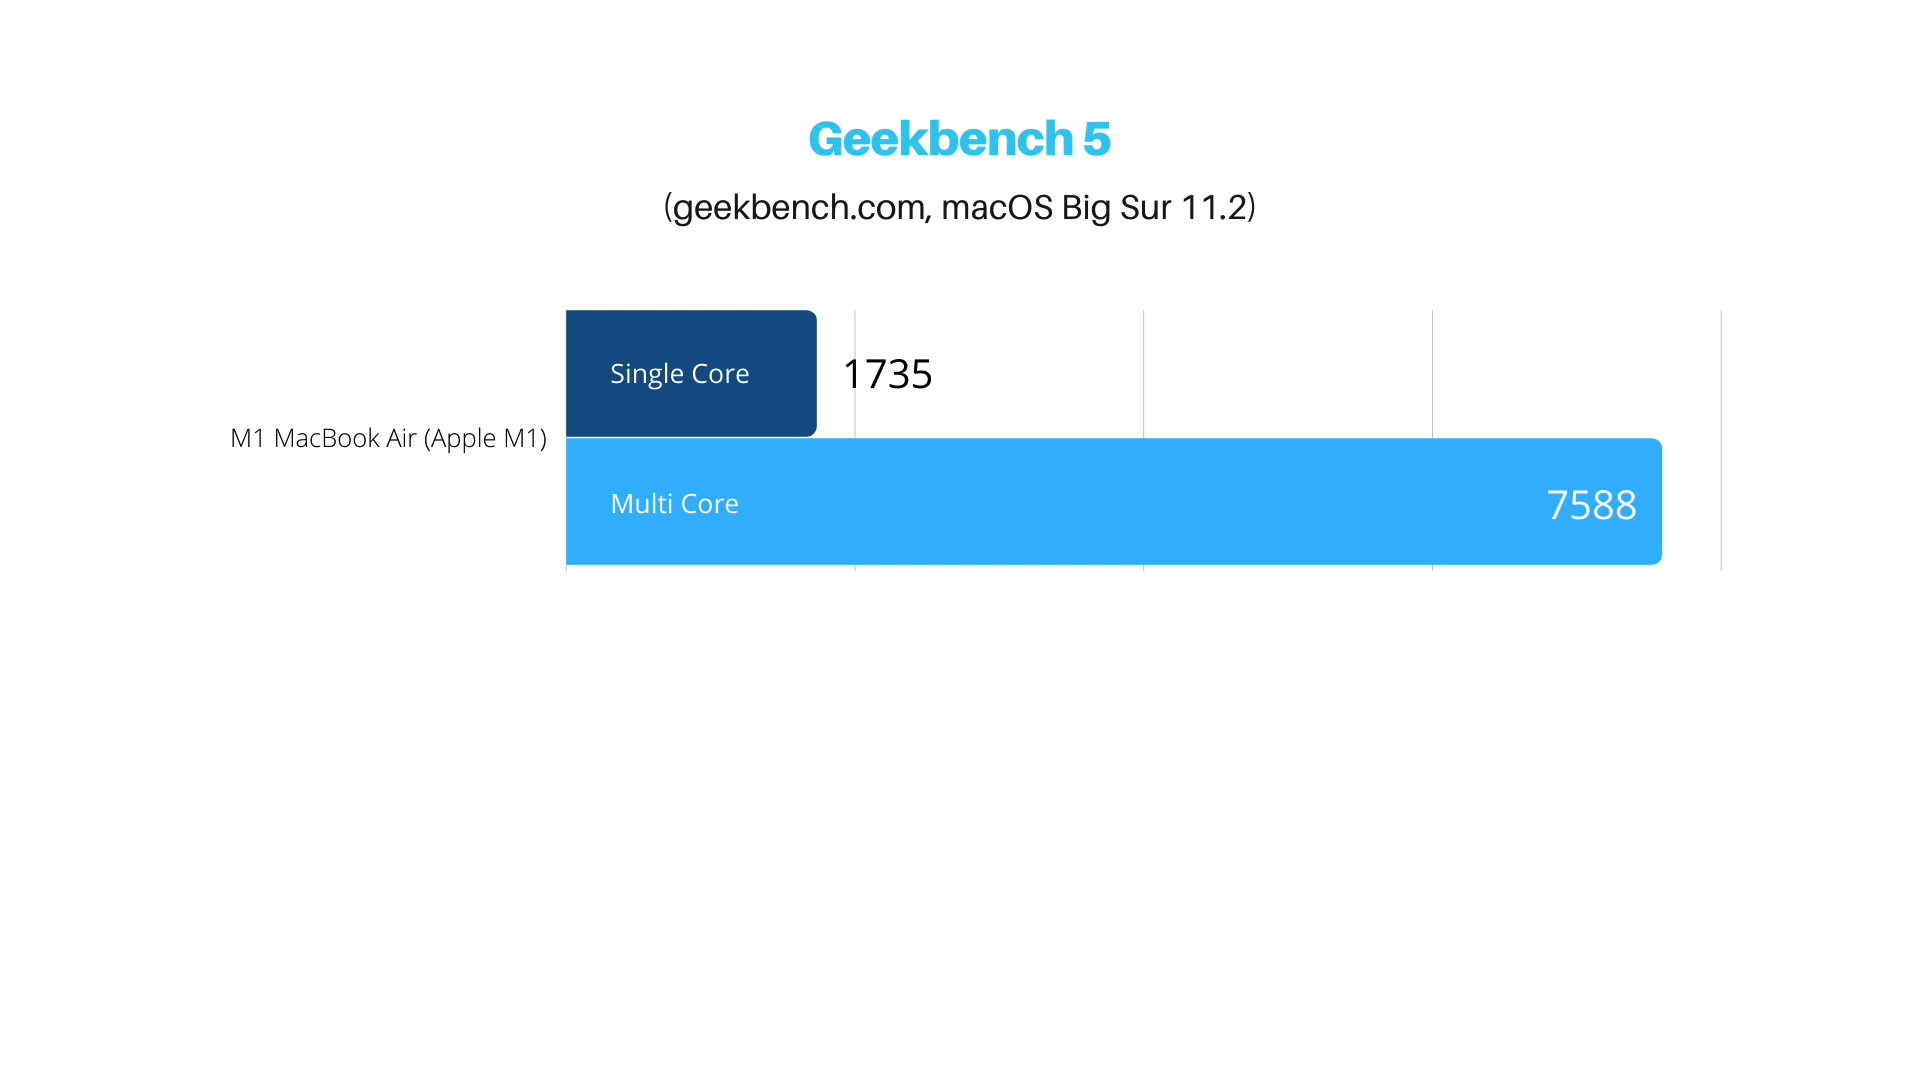 Geekbench 5
(geekbench.com, macOS Big Sur 11.2)
Single Core
1735
M1 MacBook Air (Apple M1)
Multi Core
7588